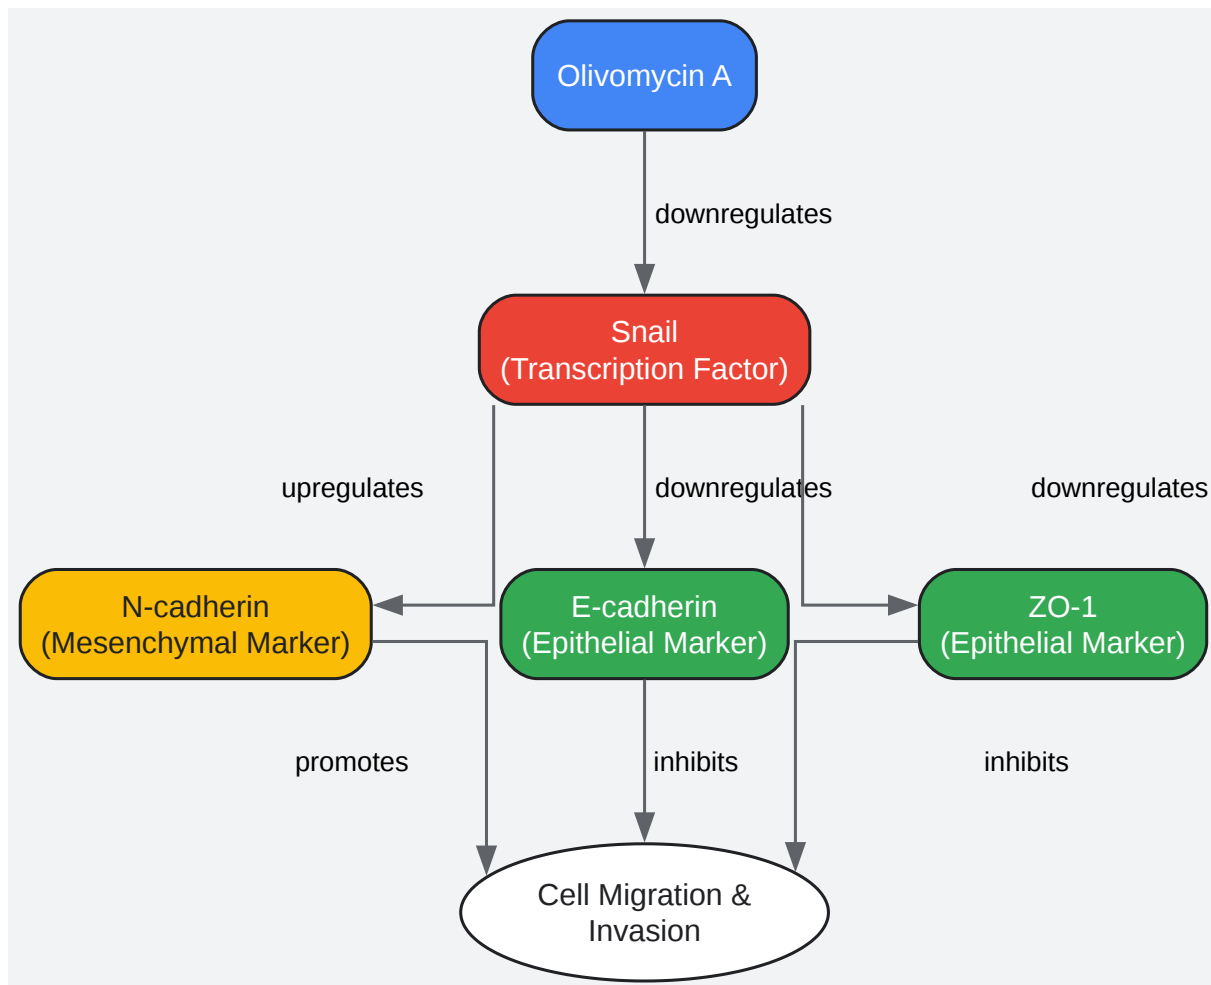 Olivomycin A
downregulates
Snail
(Transcription Factor)
upregulates
downregulates
downregulates
N-cadherin
(Mesenchymal Marker)
E-cadherin
(Epithelial Marker)
ZO-1
(Epithelial Marker)
promotes
inhibits
inhibits
Cell Migration &
Invasion